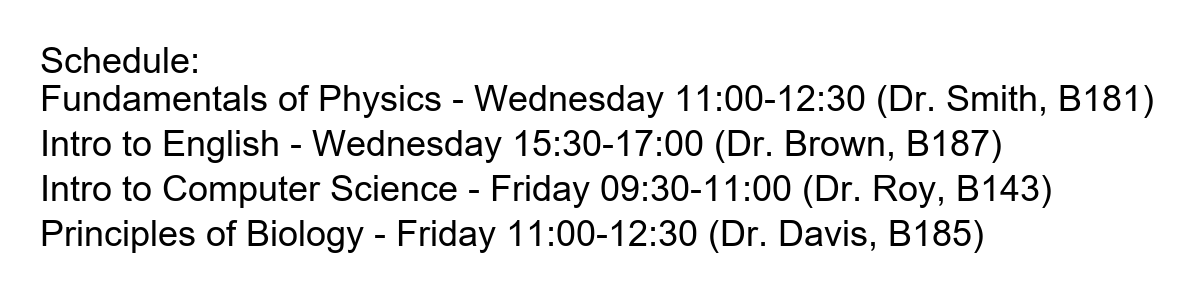 Schedule:
Fundamentals of Physics - Wednesday 11:00-12:30 (Dr. Smith, B181)
Intro to English - Wednesday 15:30-17:00 (Dr. Brown, B187)
Intro to Computer Science - Friday 09:30-11:00 (Dr. Roy, B143)
Principles of Biology - Friday 11:00-12:30 (Dr. Davis, B185)